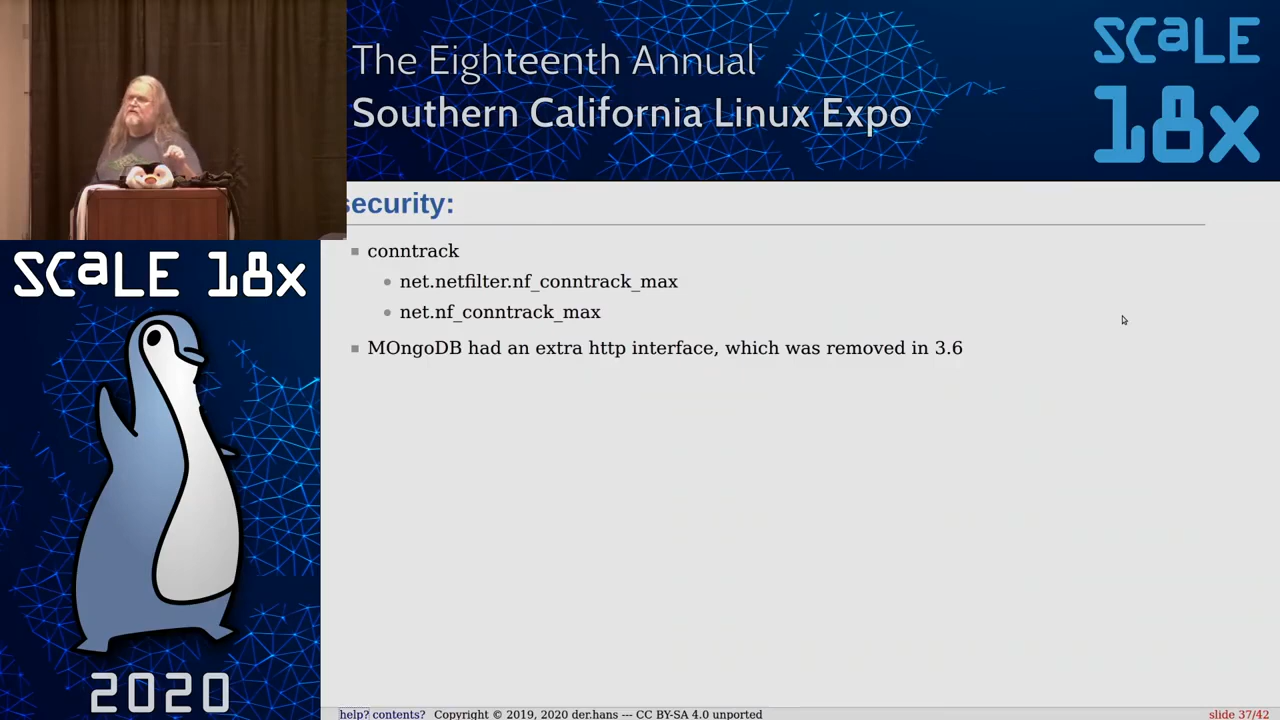 The Eighteenth Annual
Southern California Linux Expo
SCaLE
18x
security:
conntrack
net.netfilter.nf_conntrack_max
net.nf_conntrack_max
MOngoDB had an extra http interface, which was removed in 3.6
SCaLE 18x
2020
help? contents? Copyright © 2019, 2020 der.hans --- CC BY-SA 4.0 unported
slide 37/42